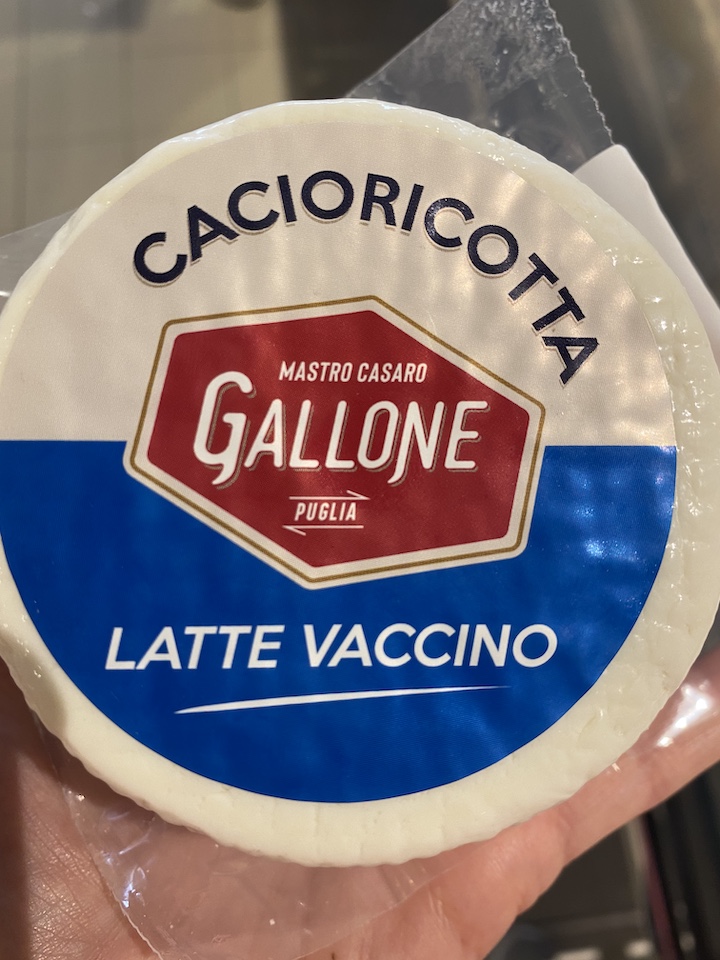 CACIORICOTTA
MASTRO CASARO
GALLONE
PUGLIA
LATTE VACCINO